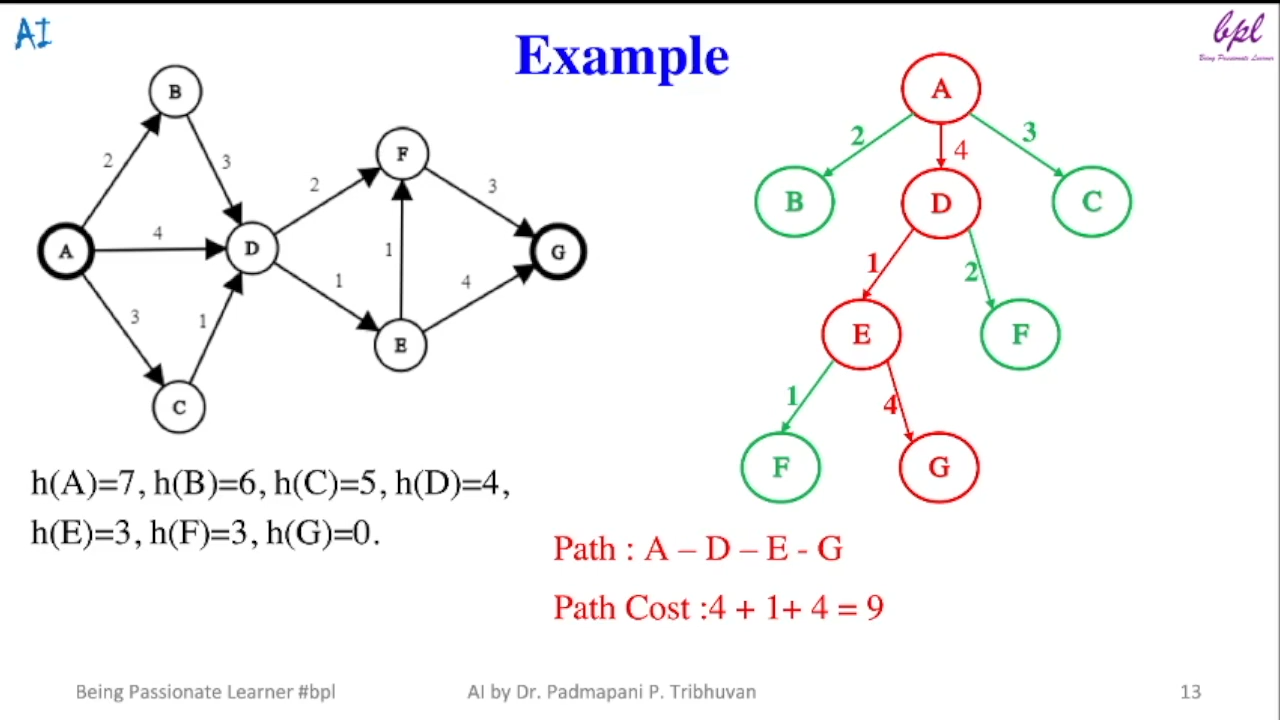 AI
Example
bpl
Being Passionate Learner
B
2
3
F
2
3
A
4
D
G
1
1
4
3
1
E
C
A
2
4
3
B
D
C
1
2
E
F
1
4
F
G
h(A)=7, h(B)=6, h(C)=5, h(D)=4,
h(E)=3, h(F)=3, h(G)=0.
Path : A – D – E - G
Path Cost :4 + 1+ 4 = 9
Being Passionate Learner #bpl
AI by Dr. Padmapani P. Tribhuvan
13